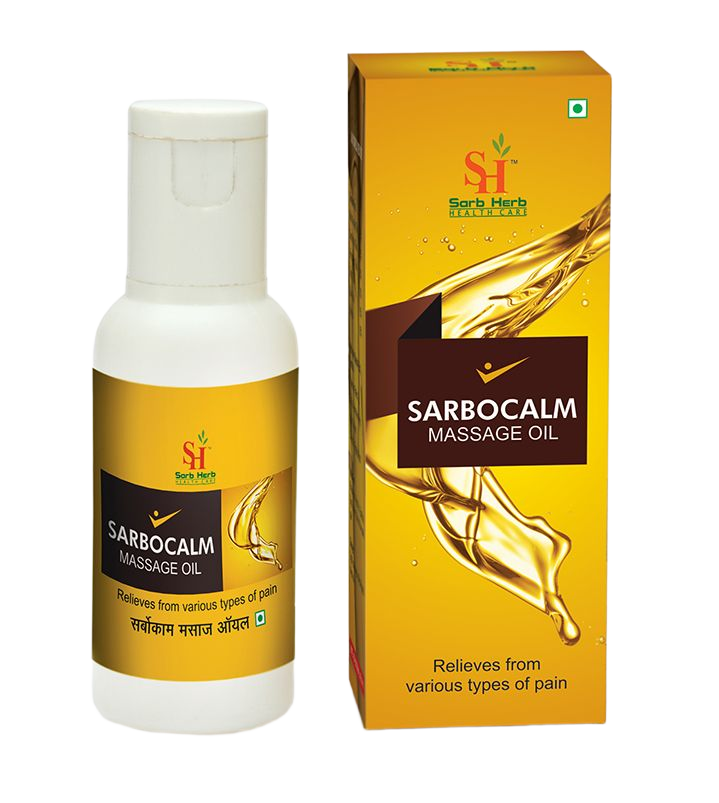 SH
Sarb Herb
HEALTH CARE
SARBOCALM
MASSAGE OIL
Relieves from various types of pain
सर्बोकाम मसाज ऑयल
SH™
Sarb Herb
HEALTH CARE
SARBOCALM
MASSAGE OIL
Relieves from
various types of pain